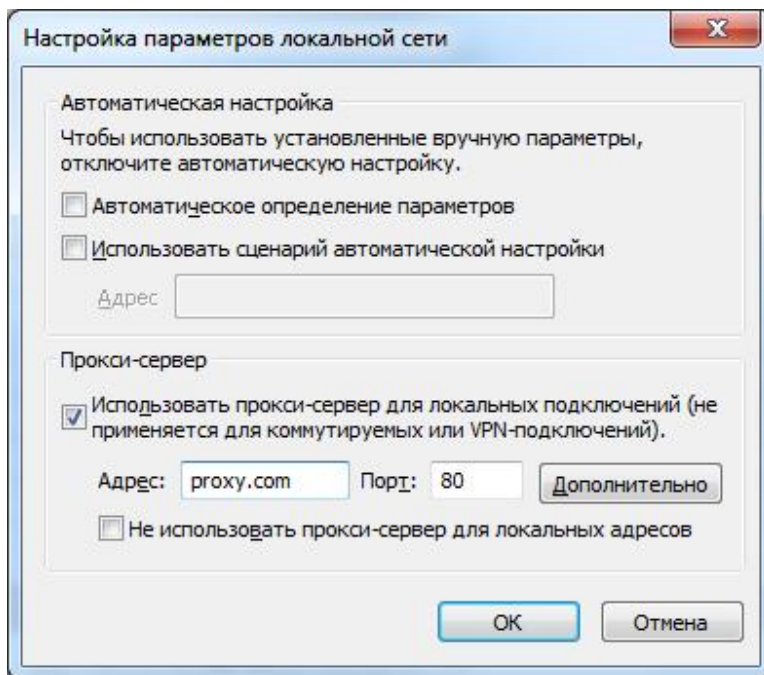 Настройка параметров локальной сети
Автоматическая настройка
Чтобы использовать установленные вручную параметры,
отключите автоматическую настройку.
Автоматическое определение параметров
Использовать сценарий автоматической настройки
Адрес
Прокси-сервер
Использовать прокси-сервер для локальных подключений (не
применяется для коммутируемых или VPN-подключений).
Адрес: proxy.com Порт: 80 Дополнительно
Не использовать прокси-сервер для локальных адресов
ОК Отмена